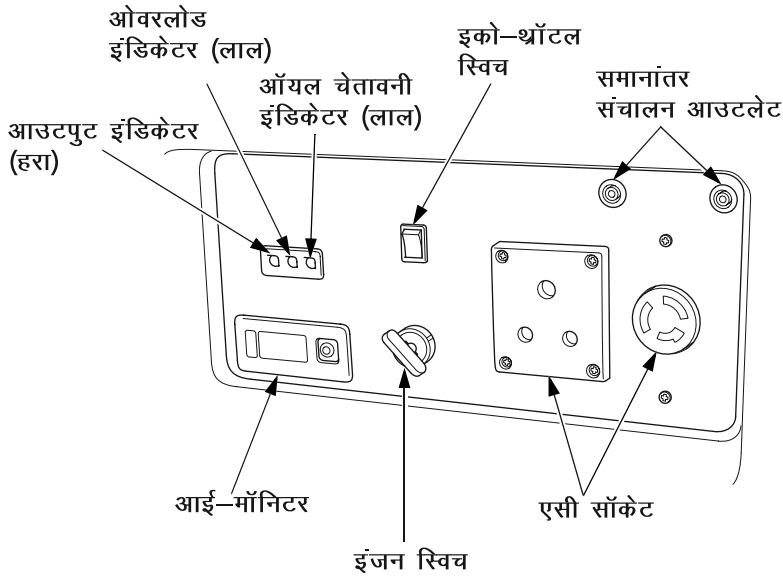 ओवरलोड
इंडिकेटर (लाल)
इको–थ्रॉटल
स्विच
ऑयल चेतावनी
इंडिकेटर (लाल)
समानांतर
संचालन आउटलेट
आउटपुट इंडिकेटर
(हरा)
आई–मॉनिटर
एसी सॉकेट
इंजन स्विच